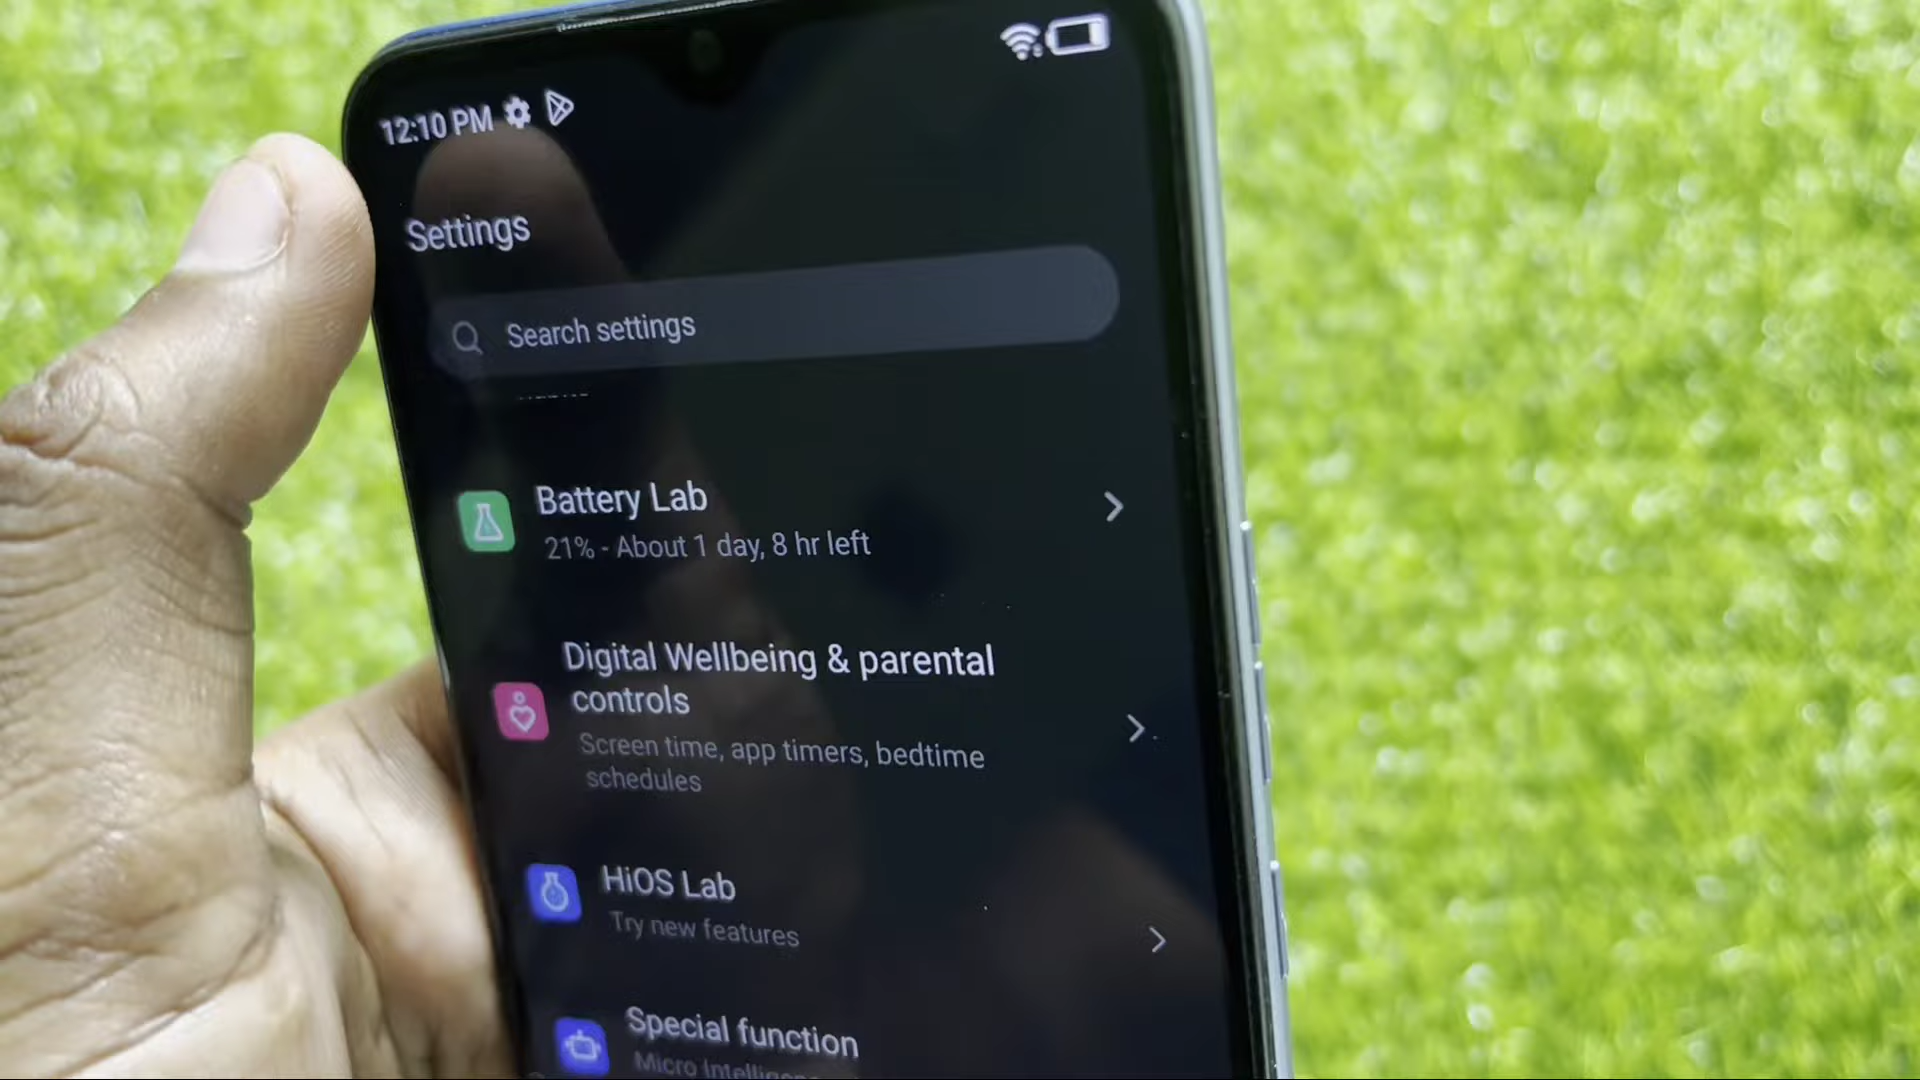 12:10 PM
Settings
Search settings
Battery Lab
21% - About 1 day, 8 hr left
Digital Wellbeing & parental
controls
Screen time, app timers, bedtime
schedules
HiOS Lab
Try new features
Special function
Micro